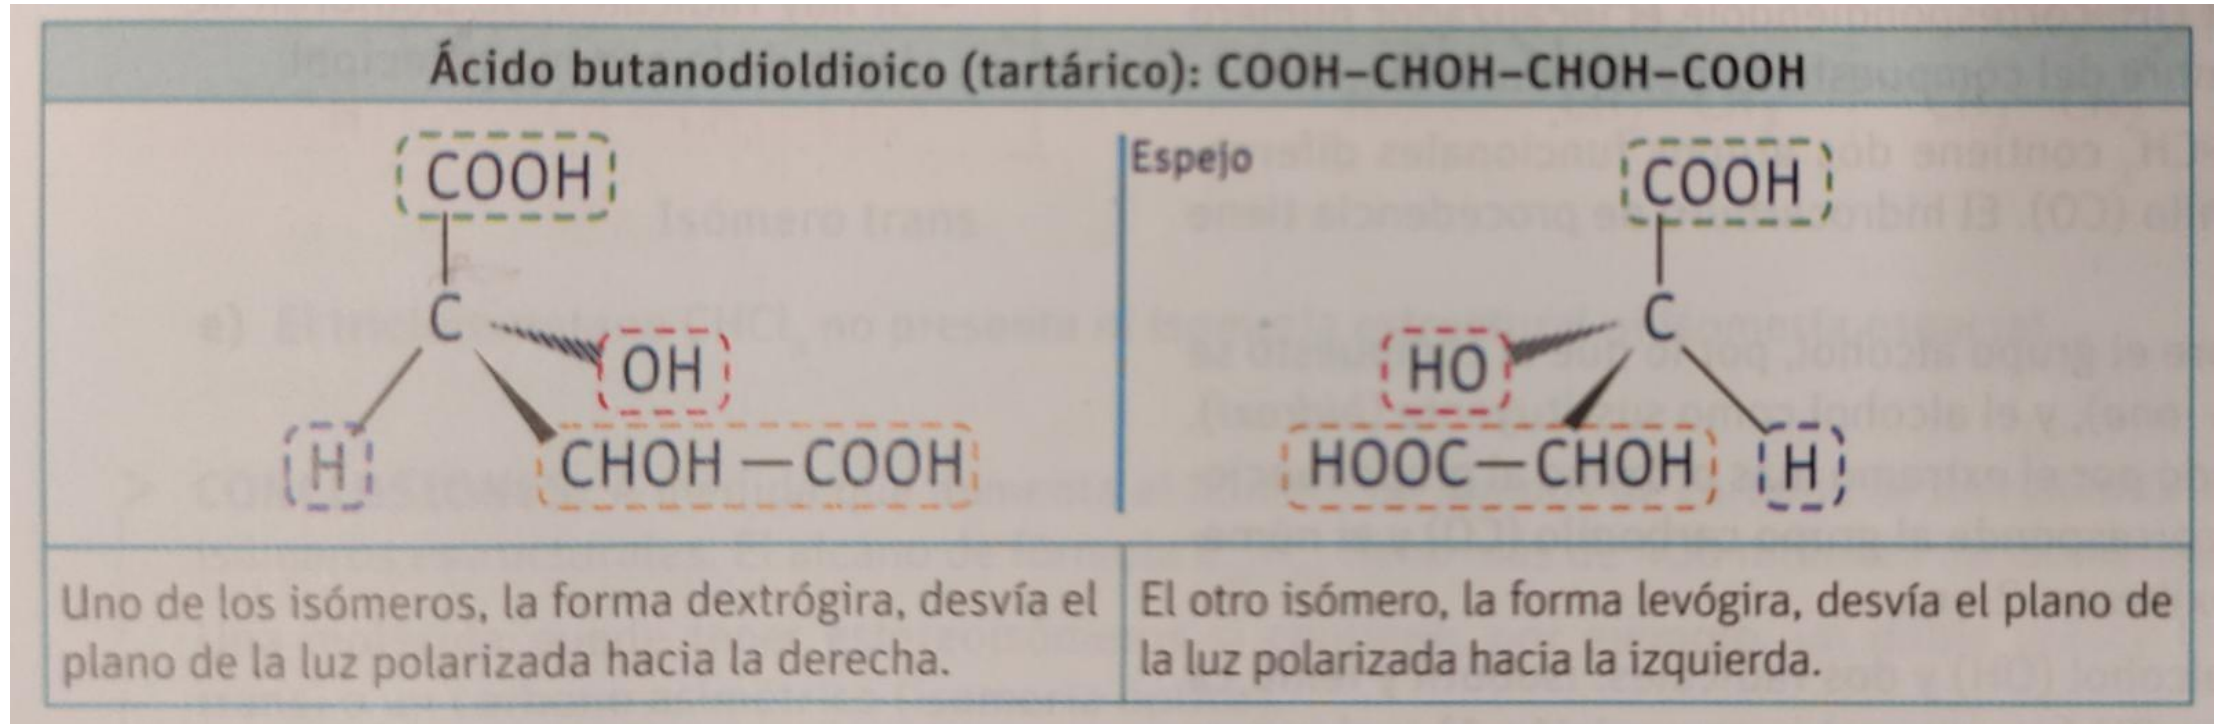 Ácido butanodioldioico (tartárico): COOH–CHOH–CHOH–COOH
COOH
C
OH
H
CHOH — COOH
Espejo
COOH
C
HO
HOOC — CHOH
H
Isómero trans
Uno de los isómeros, la forma dextrógira, desvía el
plano de la luz polarizada hacia la derecha.
El otro isómero, la forma levógira, desvía el plano de
la luz polarizada hacia la izquierda.